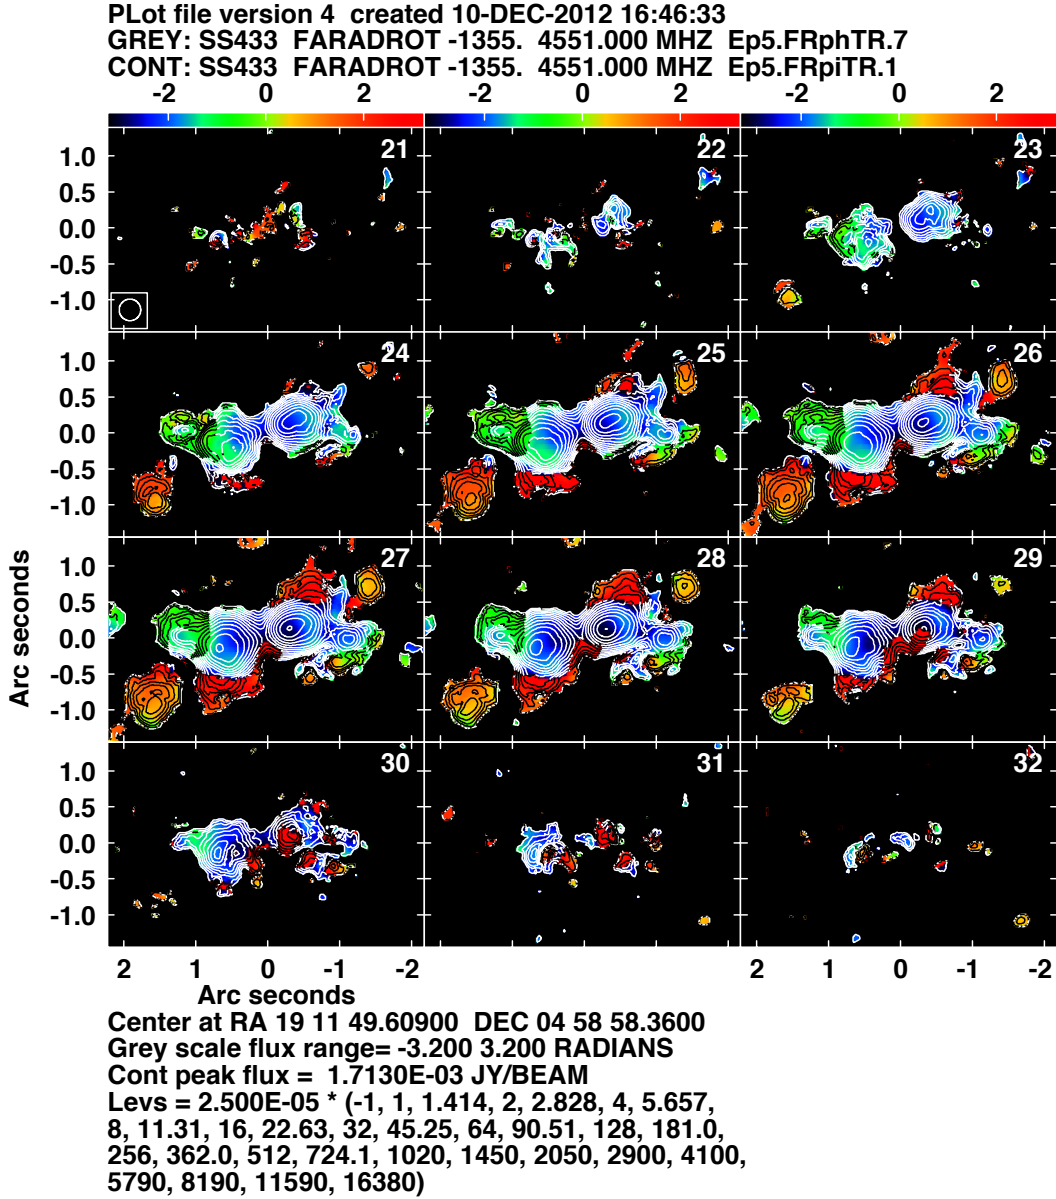 PLot file version 4 created 10-DEC-2012 16:46:33
GREY: SS433 FARADROT -1355. 4551.000 MHZ Ep5.FRphTR.7
CONT: SS433 FARADROT -1355. 4551.000 MHZ Ep5.FRpiTR.1
-2 0 2 -2 0 2 -2 0 2
21 22 23
1.0
0.5
0.0
-0.5
-1.0
24 25 26
1.0
0.5
0.0
-0.5
-1.0
27 28 29
1.0
0.5
0.0
-0.5
-1.0
Arc seconds
30 31 32
1.0
0.5
0.0
-0.5
-1.0
2 1 0 -1 -2 2 1 0 -1 -2
Arc seconds
Center at RA 19 11 49.60900 DEC 04 58 58.3600
Grey scale flux range= -3.200 3.200 RADIANS
Cont peak flux = 1.7130E-03 JY/BEAM
Levs = 2.500E-05 * (-1, 1, 1.414, 2, 2.828, 4, 5.657,
8, 11.31, 16, 22.63, 32, 45.25, 64, 90.51, 128, 181.0,
256, 362.0, 512, 724.1, 1020, 1450, 2050, 2900, 4100,
5790, 8190, 11590, 16380)